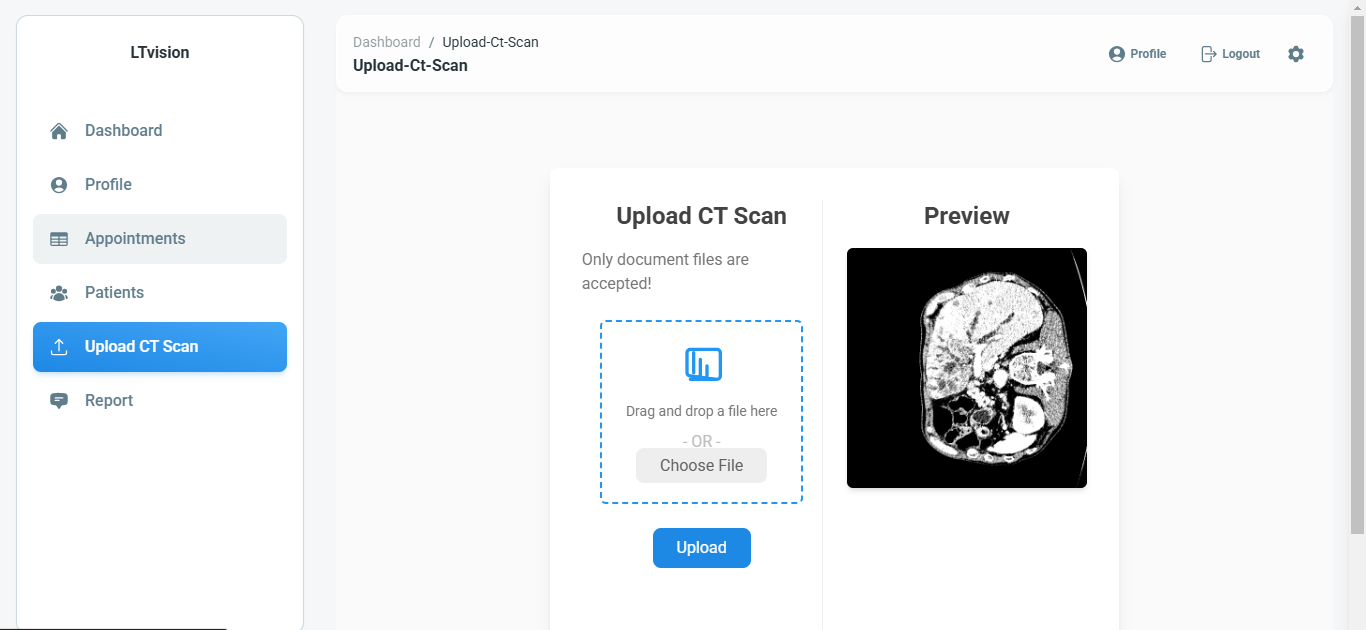 LTvision
Dashboard
Profile
Appointments
Patients
Upload CT Scan
Report
Dashboard / Upload-Ct-Scan
Upload-Ct-Scan
Profile
Logout
Upload CT Scan
Only document files are
accepted!
Drag and drop a file here
- OR -
Choose File
Upload
Preview